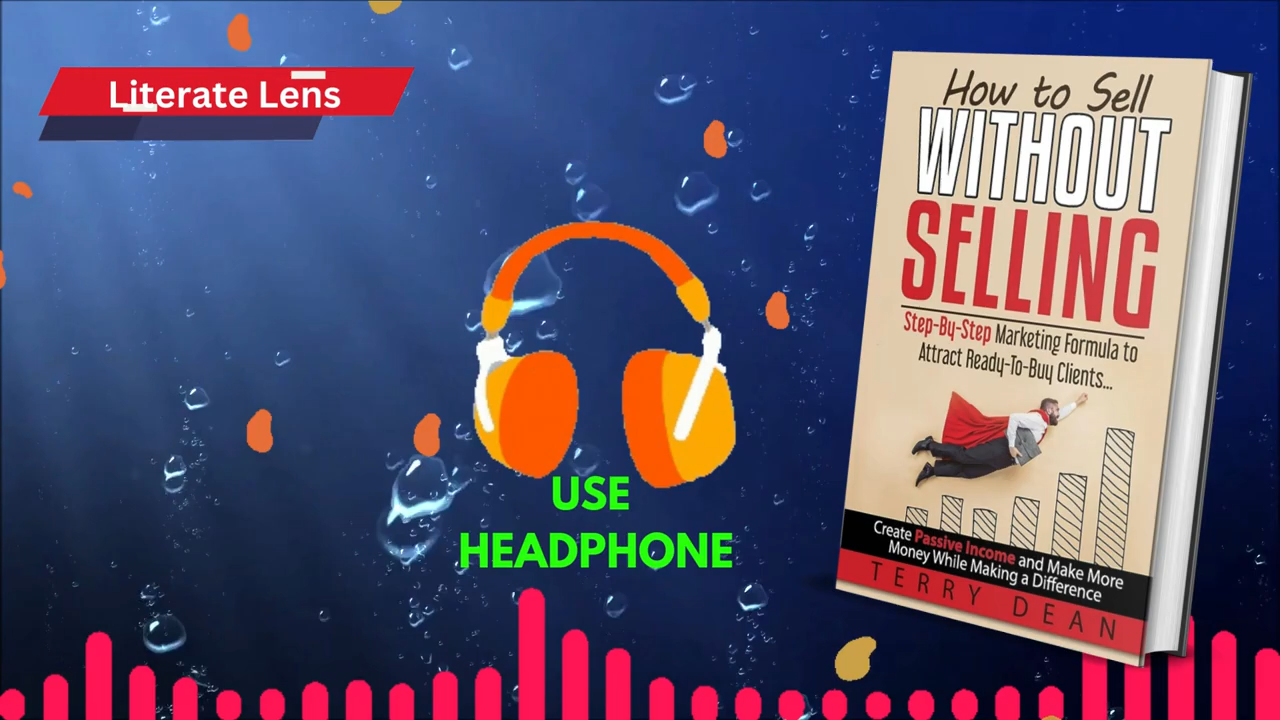 Literate Lens
USE
HEADPHONE
How to Sell
WITHOUT
SELLING
Step-By-Step Marketing Formula to
Attract Ready-To-Buy Clients...
Create Passive Income and Make More
Money While Making a Difference
TERRY DEAN